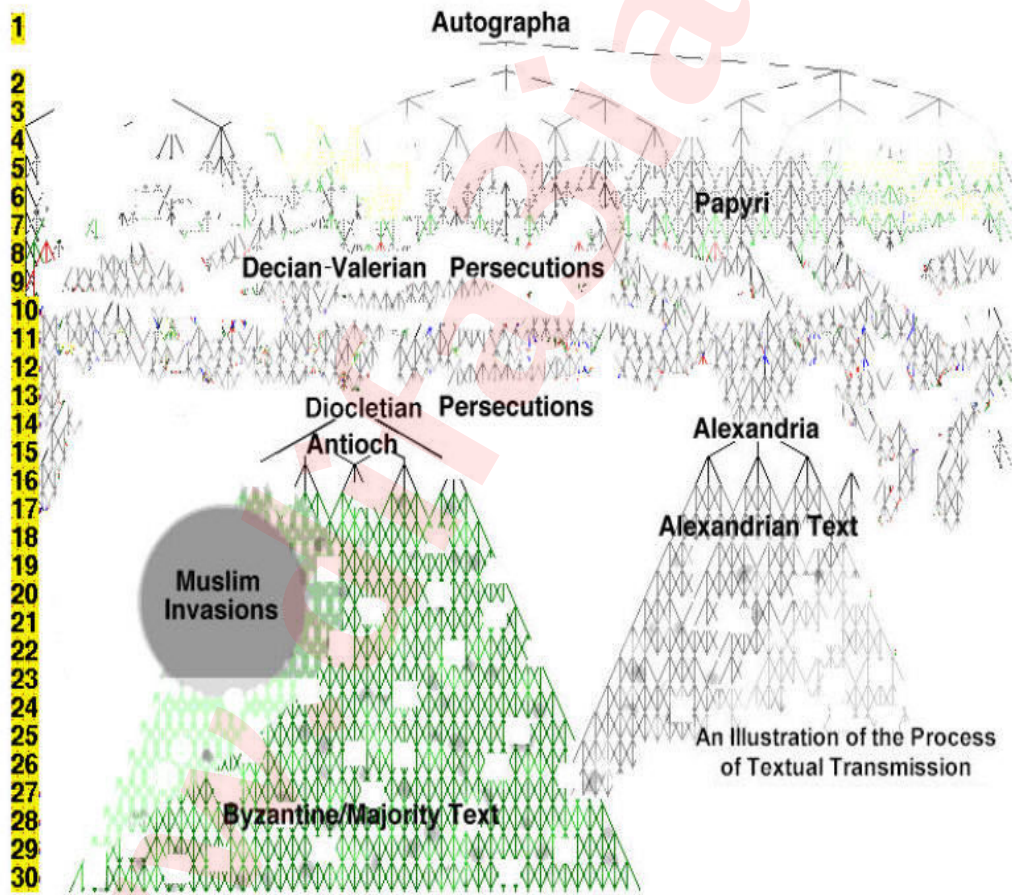 1
Autographa
2
3
4
5
6
Papyri
7
8
Decian-Valerian Persecutions
9
10
11
12
13
Diocletian Persecutions
14
Alexandria
Antioch
15
16
17
Alexandrian Text
18
19
Muslim
Invasions
20
21
22
23
24
25
An Illustration of the Process
of Textual Transmission
26
27
Byzantine/Majority Text
28
29
30